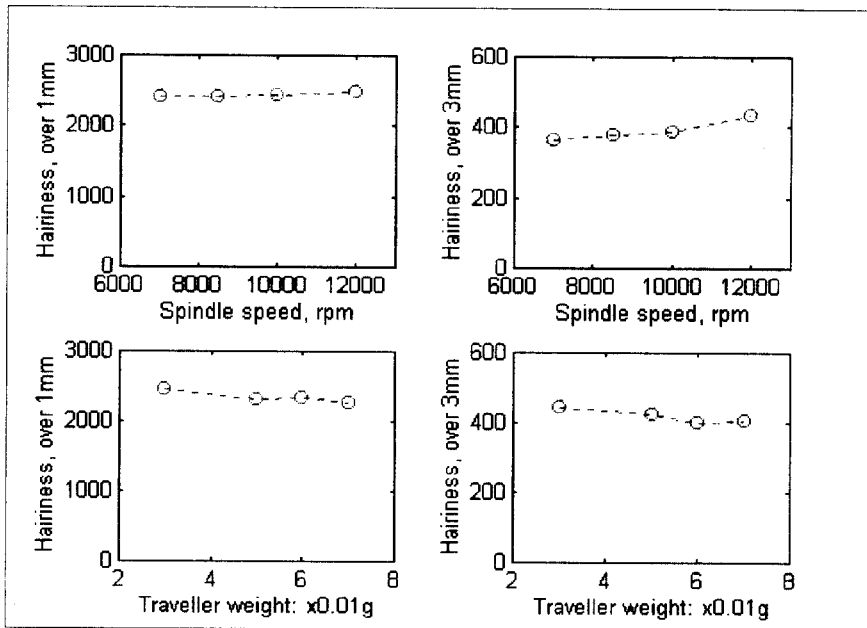 3000
2000
1000
0
Hairiness, over 1mm
6000 8000 10000 12000
Spindle speed, rpm
600
400
200
0
Hairiness, over 3mm
6000 8000 10000 12000
Spindle speed, rpm
3000
2000
1000
0
Hairiness, over 1mm
2 4 6 8
Traveller weight: x0.01g
600
400
200
0
Hairiness, over 3mm
2 4 6 8
Traveller weight: x0.01g